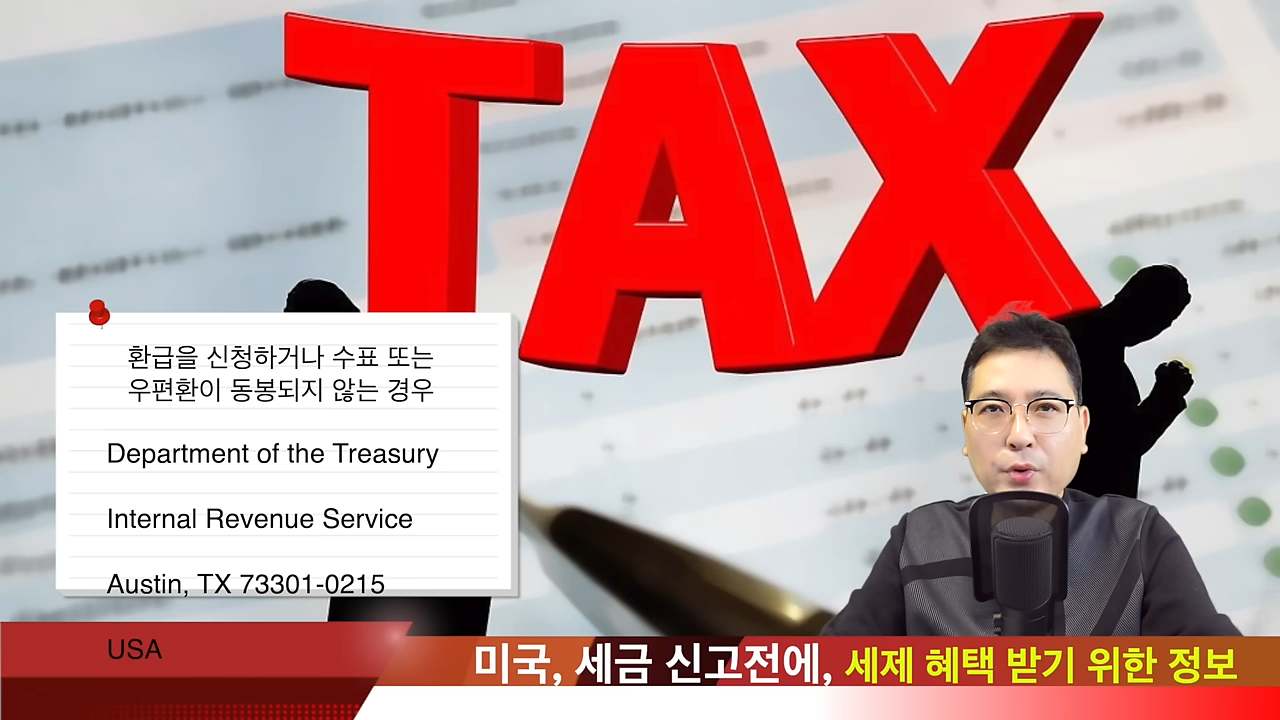 TAX
환급을 신청하거나 수표 또는
우편환이 동봉되지 않는 경우
Department of the Treasury
Internal Revenue Service
Austin, TX 73301-0215
USA
미국, 세금 신고전에, 세제 혜택 받기 위한 정보